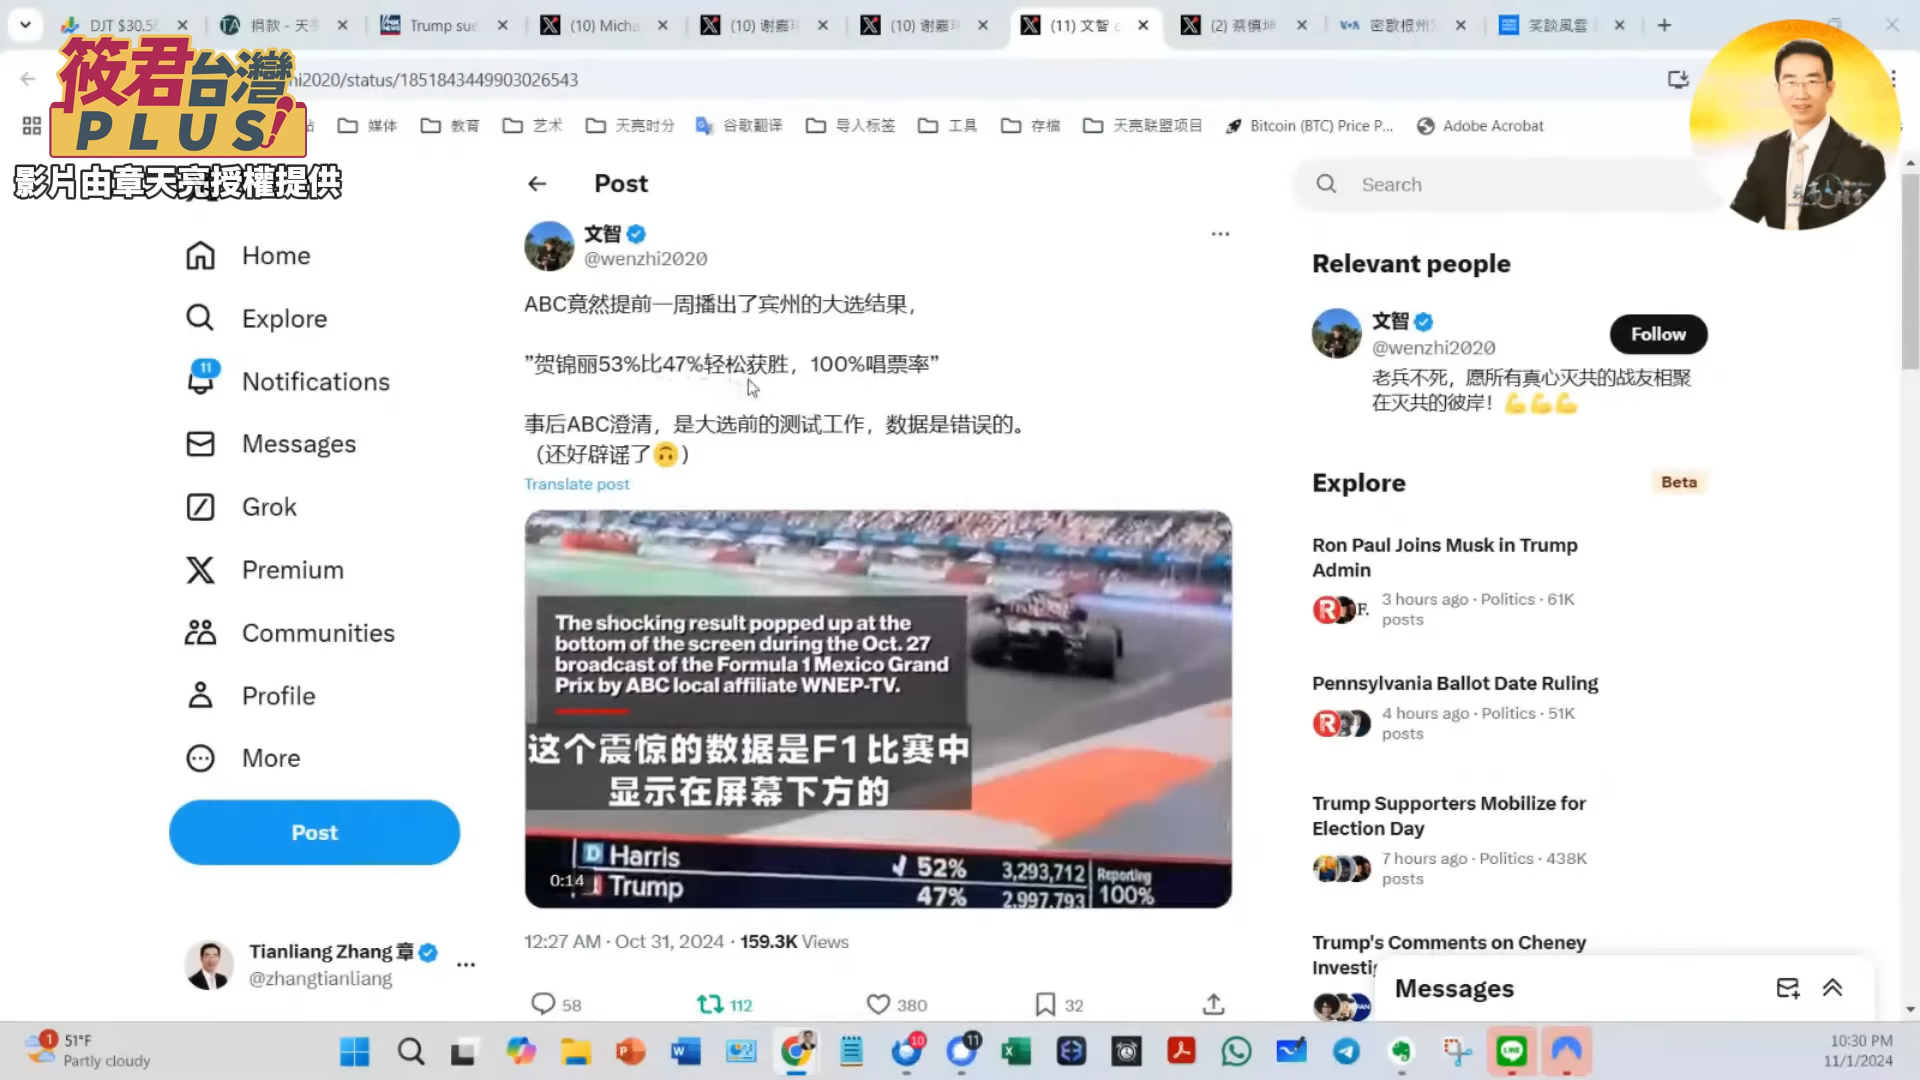 DJT $30.5
捐款 - 天
Trump sue
(10) Micha
(10) 谢嘉
(10) 谢嘉
(11) 文智
(2) 蔡慎坤
VOA 密歇根州
笑談風雲
hi2020/status/1851843449903026543
筱君台灣
PLUS!
影片由章天亮授權提供
站
媒体
教育
艺术
天亮时分
谷歌翻译
导入标签
工具
存檔
天亮联盟项目
Bitcoin (BTC) Price P...
Adobe Acrobat
Home
Explore
11
Notifications
Messages
Grok
Premium
Communities
Profile
More
Post
Tianliang Zhang 章
@zhangtianliang
Post
文智
@wenzhi2020
ABC竟然提前一周播出了宾州的大选结果，
”贺锦丽53%比47%轻松获胜，100%唱票率”
事后ABC澄清，是大选前的测试工作，数据是错误的。
（还好辟谣了🙃）
Translate post
The shocking result popped up at the
bottom of the screen during the Oct. 27
broadcast of the Formula 1 Mexico Grand
Prix by ABC local affiliate WNEP-TV.
这个震惊的数据是F1比赛中
显示在屏幕下方的
D Harris ✓ 52% 3,293,712 Reporting
Trump 47% 2,997,793 100%
0:14
12:27 AM · Oct 31, 2024 · 159.3K Views
58
112
380
32
Search
Relevant people
文智
@wenzhi2020
Follow
老兵不死，愿所有真心灭共的战友相聚
在灭共的彼岸！💪💪💪
Explore
Beta
Ron Paul Joins Musk in Trump
Admin
3 hours ago · Politics · 61K
posts
Pennsylvania Ballot Date Ruling
4 hours ago · Politics · 51K
posts
Trump Supporters Mobilize for
Election Day
7 hours ago · Politics · 438K
posts
Trump's Comments on Cheney
Investi
Messages
1
51°F
Partly cloudy
10
11
LINE
10:30 PM
11/1/2024